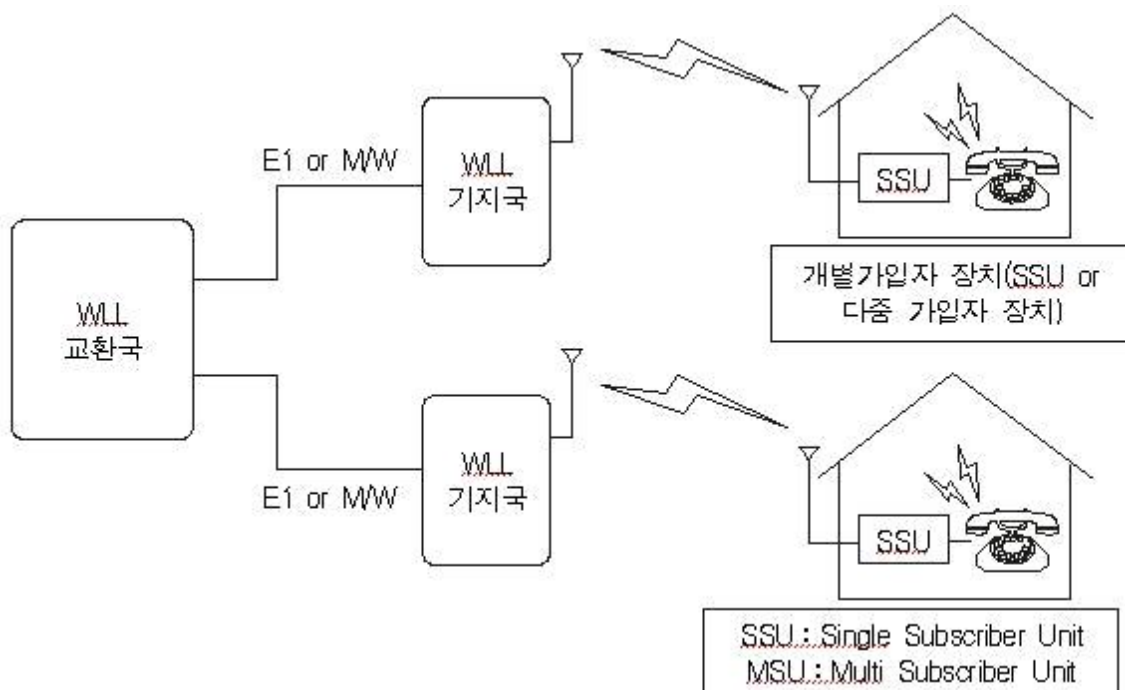 E1 or M/W
WLL
기지국
SSU
개별가입자 장치(SSU or
다중 가입자 장치)
WLL
교환국
E1 or M/W
WLL
기지국
SSU
SSU : Single Subscriber Unit
MSU : Multi Subscriber Unit